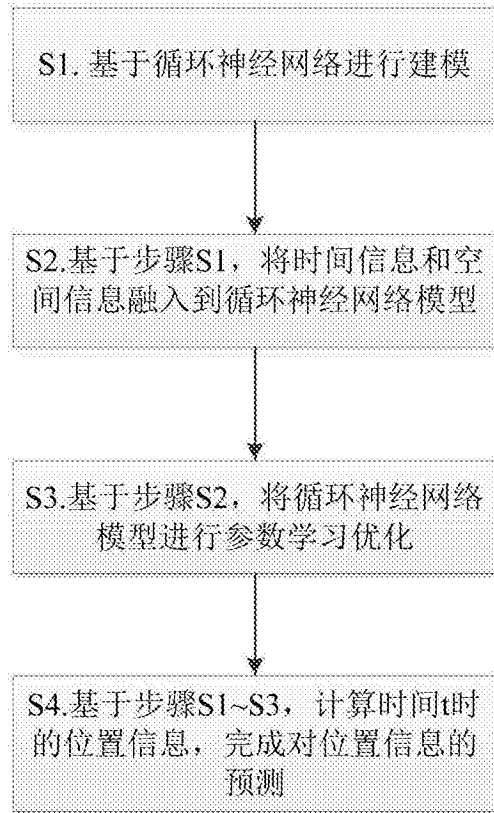 S1. 基于循环神经网络进行建模
S2.基于步骤S1，将时间信息和空
间信息融入到循环神经网络模型
S3.基于步骤S2，将循环神经网络
模型进行参数学习优化
S4.基于步骤S1~S3，计算时间t时
的位置信息，完成对位置信息的
预测